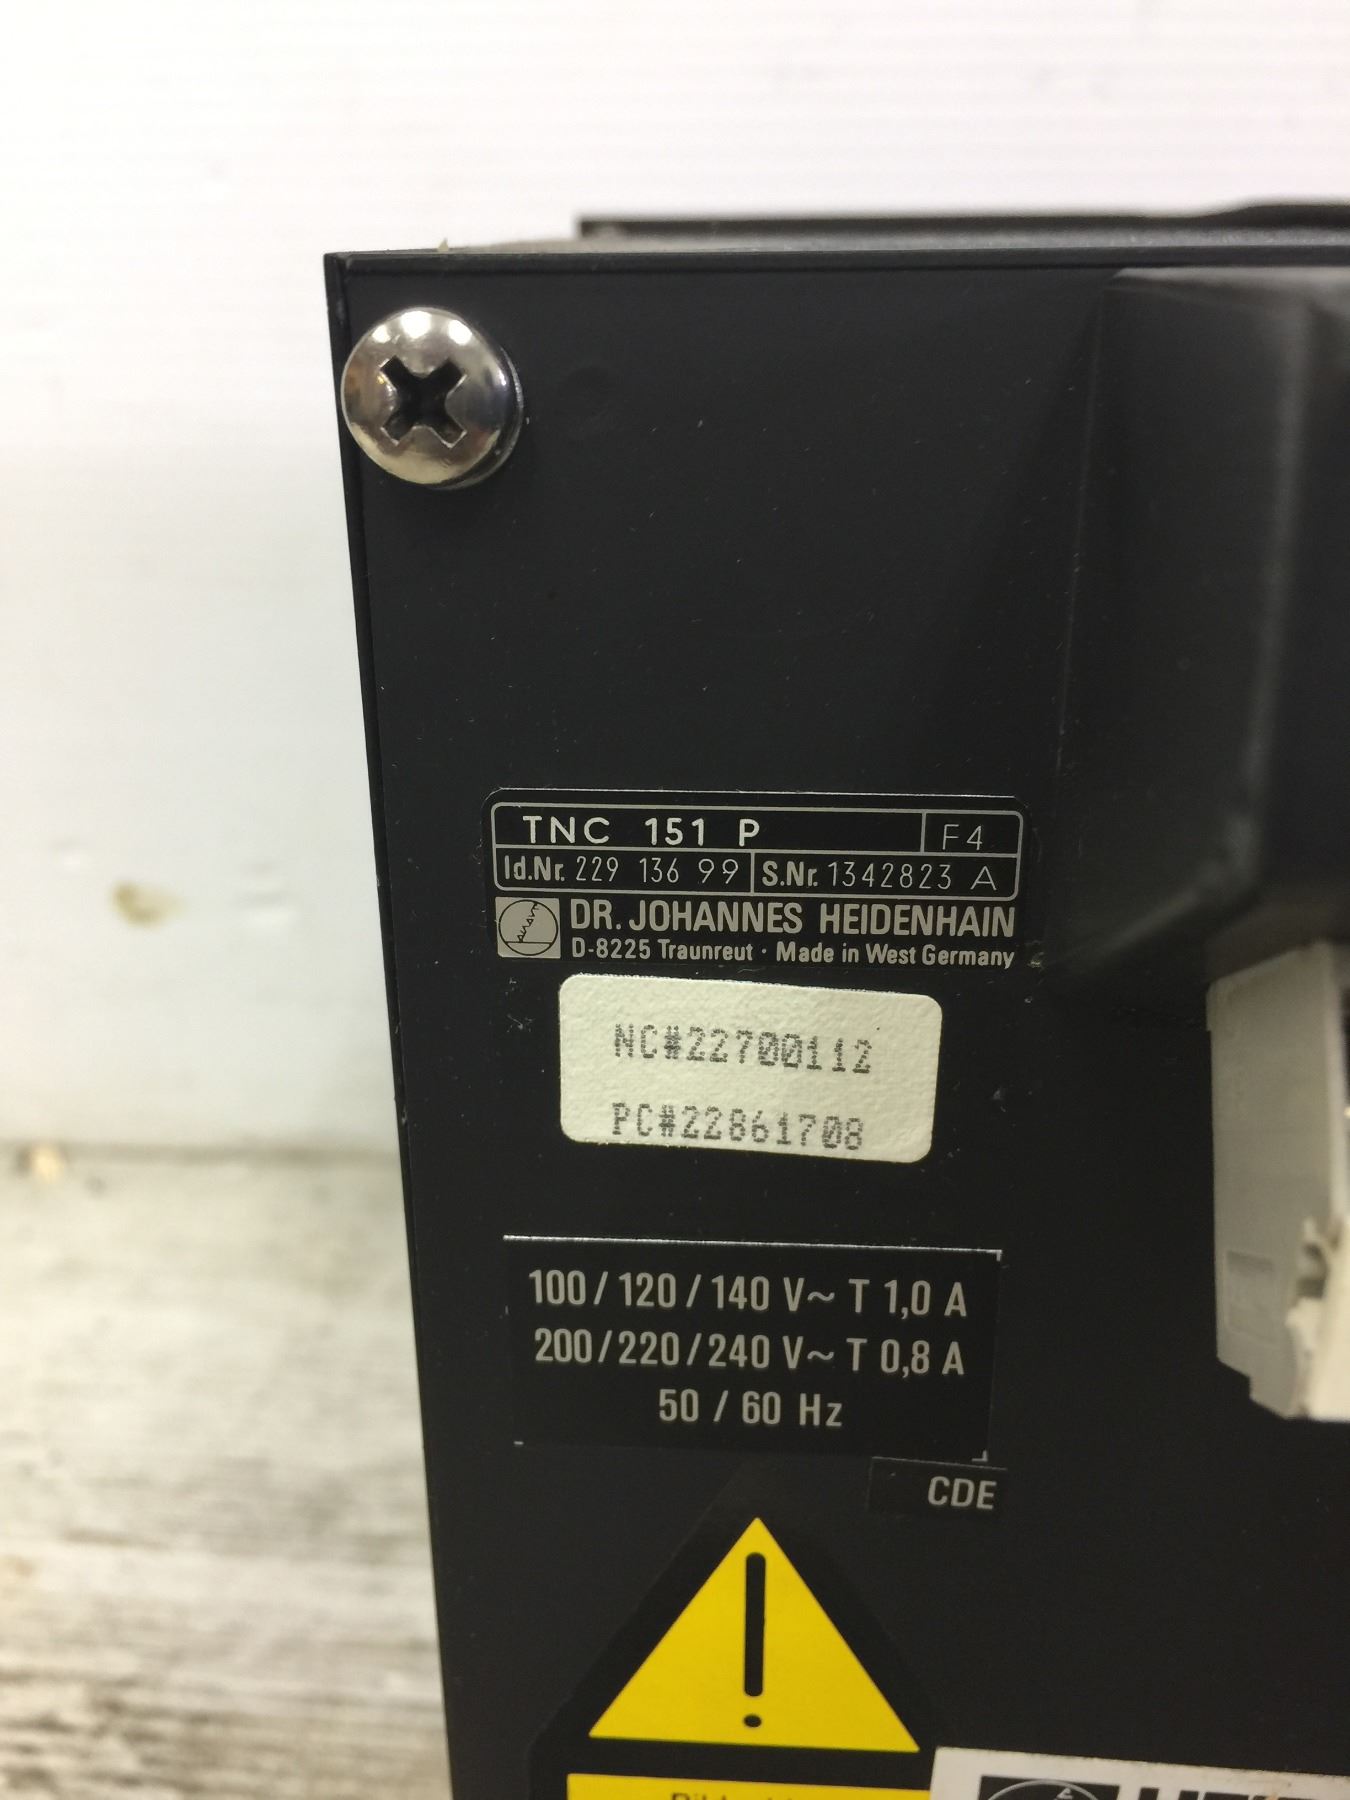 TNC 151 P F4
Id.Nr. 229 136 99 S.Nr. 1342823 A
DR. JOHANNES HEIDENHAIN
D-8225 Traunreut · Made in West Germany
NC#22700112
PC#22861708
100 / 120 / 140 V~ T 1,0 A
200/220/240 V~ T 0,8 A
50 / 60 Hz
CDE